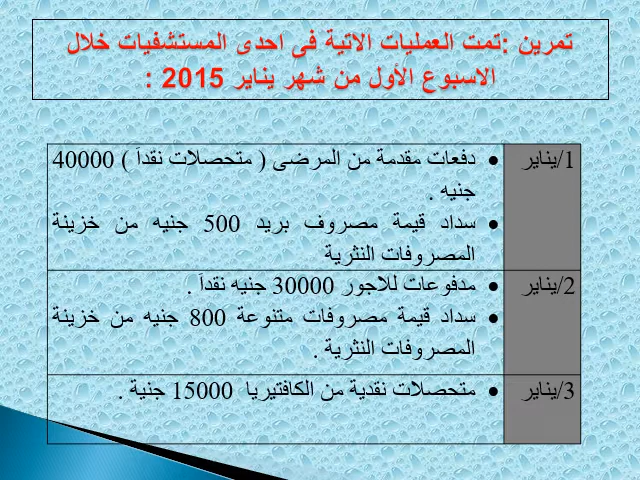 تمرين :تمت العمليات الاتية فى احدى المستشفيات خلال
الاسبوع الأول من شهر يناير 2015 :
1/يناير
• دفعات مقدمة من المرضى ( متحصلات نقدآ ) 40000
جنيه .
• سداد قيمة مصروف بريد 500 جنيه من خزينة
المصروفات النثرية
2/يناير
• مدفوعات للاجور 30000 جنيه نقدآ .
• سداد قيمة مصروفات متنوعة 800 جنيه من خزينة
المصروفات النثرية .
3/يناير
• متحصلات نقدية من الكافتيريا 15000 جنية .